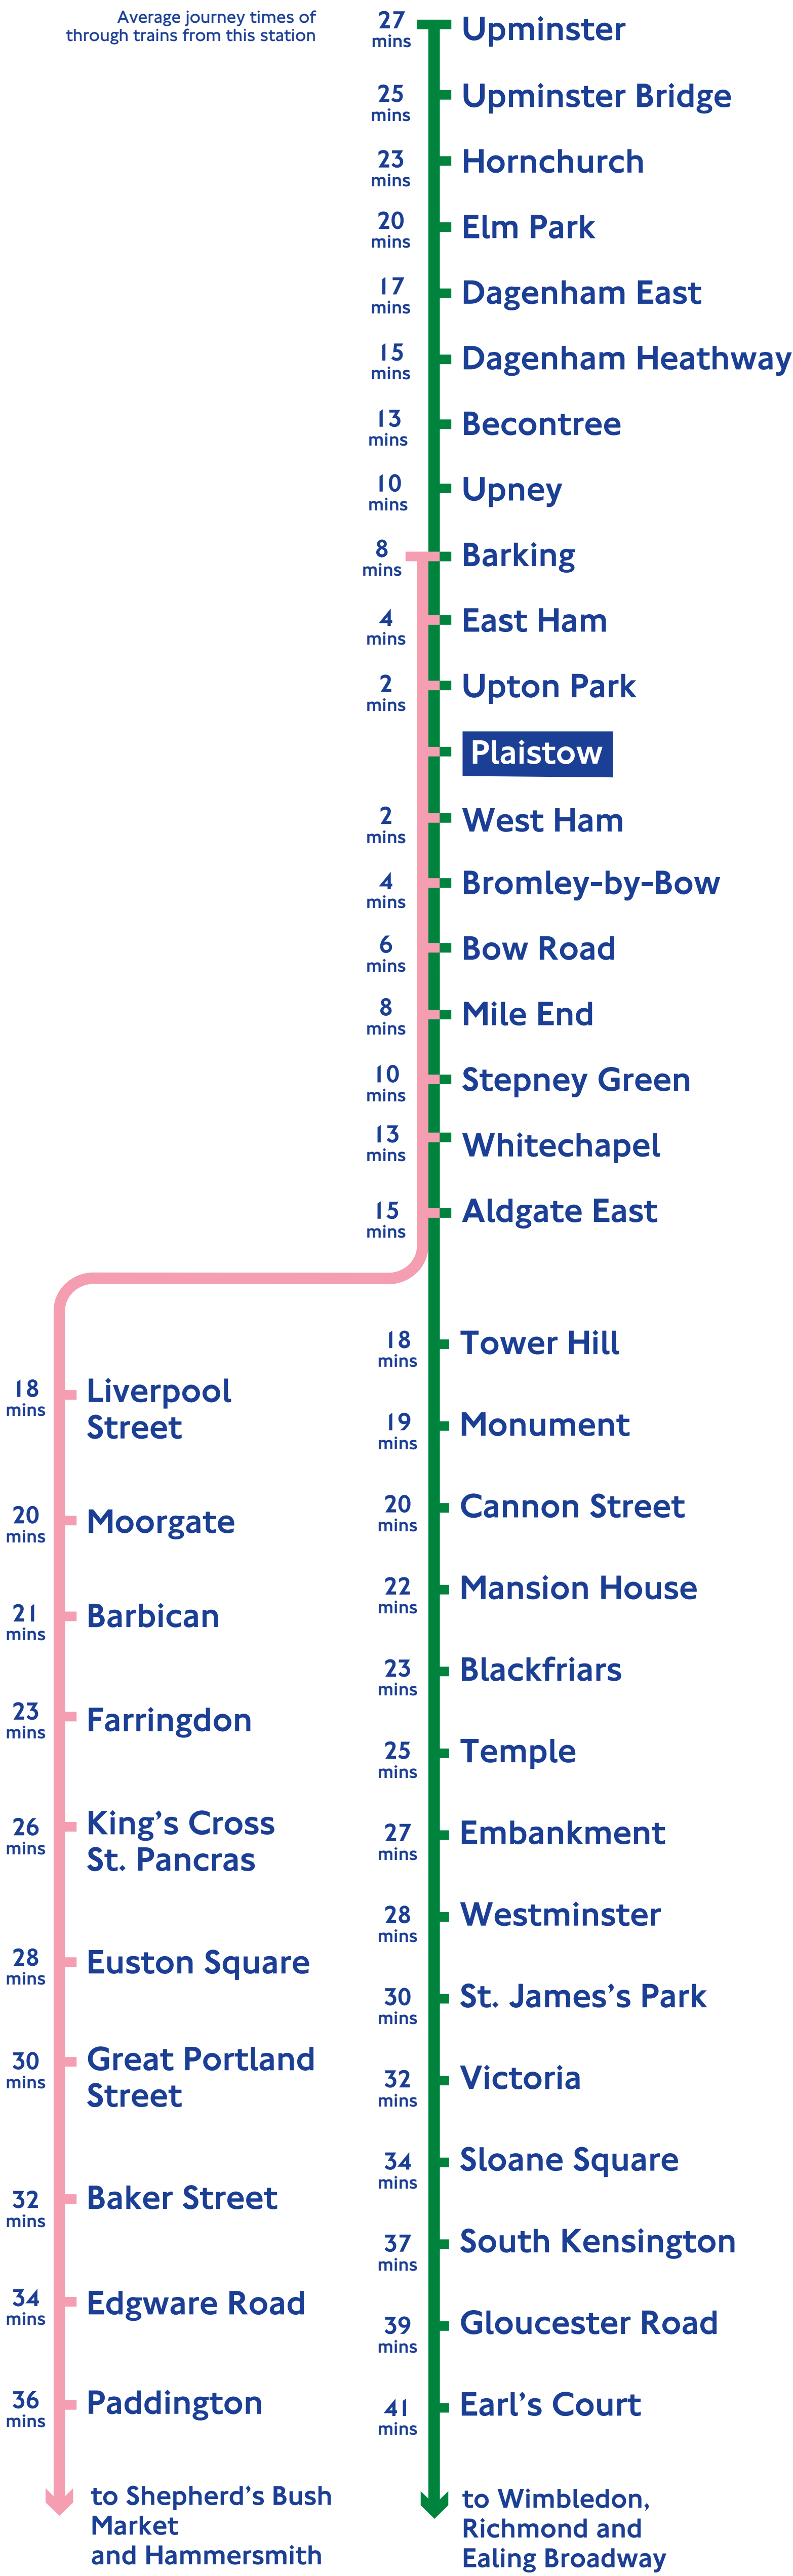 Average journey times of
through trains from this station
27
mins
Upminster
25
mins
Upminster Bridge
23
mins
Hornchurch
20
mins
Elm Park
17
mins
Dagenham East
15
mins
Dagenham Heathway
13
mins
Becontree
10
mins
Upney
8
mins
Barking
4
mins
East Ham
2
mins
Upton Park
Plaistow
2
mins
West Ham
4
mins
Bromley-by-Bow
6
mins
Bow Road
8
mins
Mile End
10
mins
Stepney Green
13
mins
Whitechapel
15
mins
Aldgate East
18
mins
Liverpool
Street
20
mins
Moorgate
21
mins
Barbican
23
mins
Farringdon
26
mins
King's Cross
St. Pancras
28
mins
Euston Square
30
mins
Great Portland
Street
32
mins
Baker Street
34
mins
Edgware Road
36
mins
Paddington
to Shepherd's Bush
Market
and Hammersmith
18
mins
Tower Hill
19
mins
Monument
20
mins
Cannon Street
22
mins
Mansion House
23
mins
Blackfriars
25
mins
Temple
27
mins
Embankment
28
mins
Westminster
30
mins
St. James's Park
32
mins
Victoria
34
mins
Sloane Square
37
mins
South Kensington
39
mins
Gloucester Road
41
mins
Earl's Court
to Wimbledon,
Richmond and
Ealing Broadway